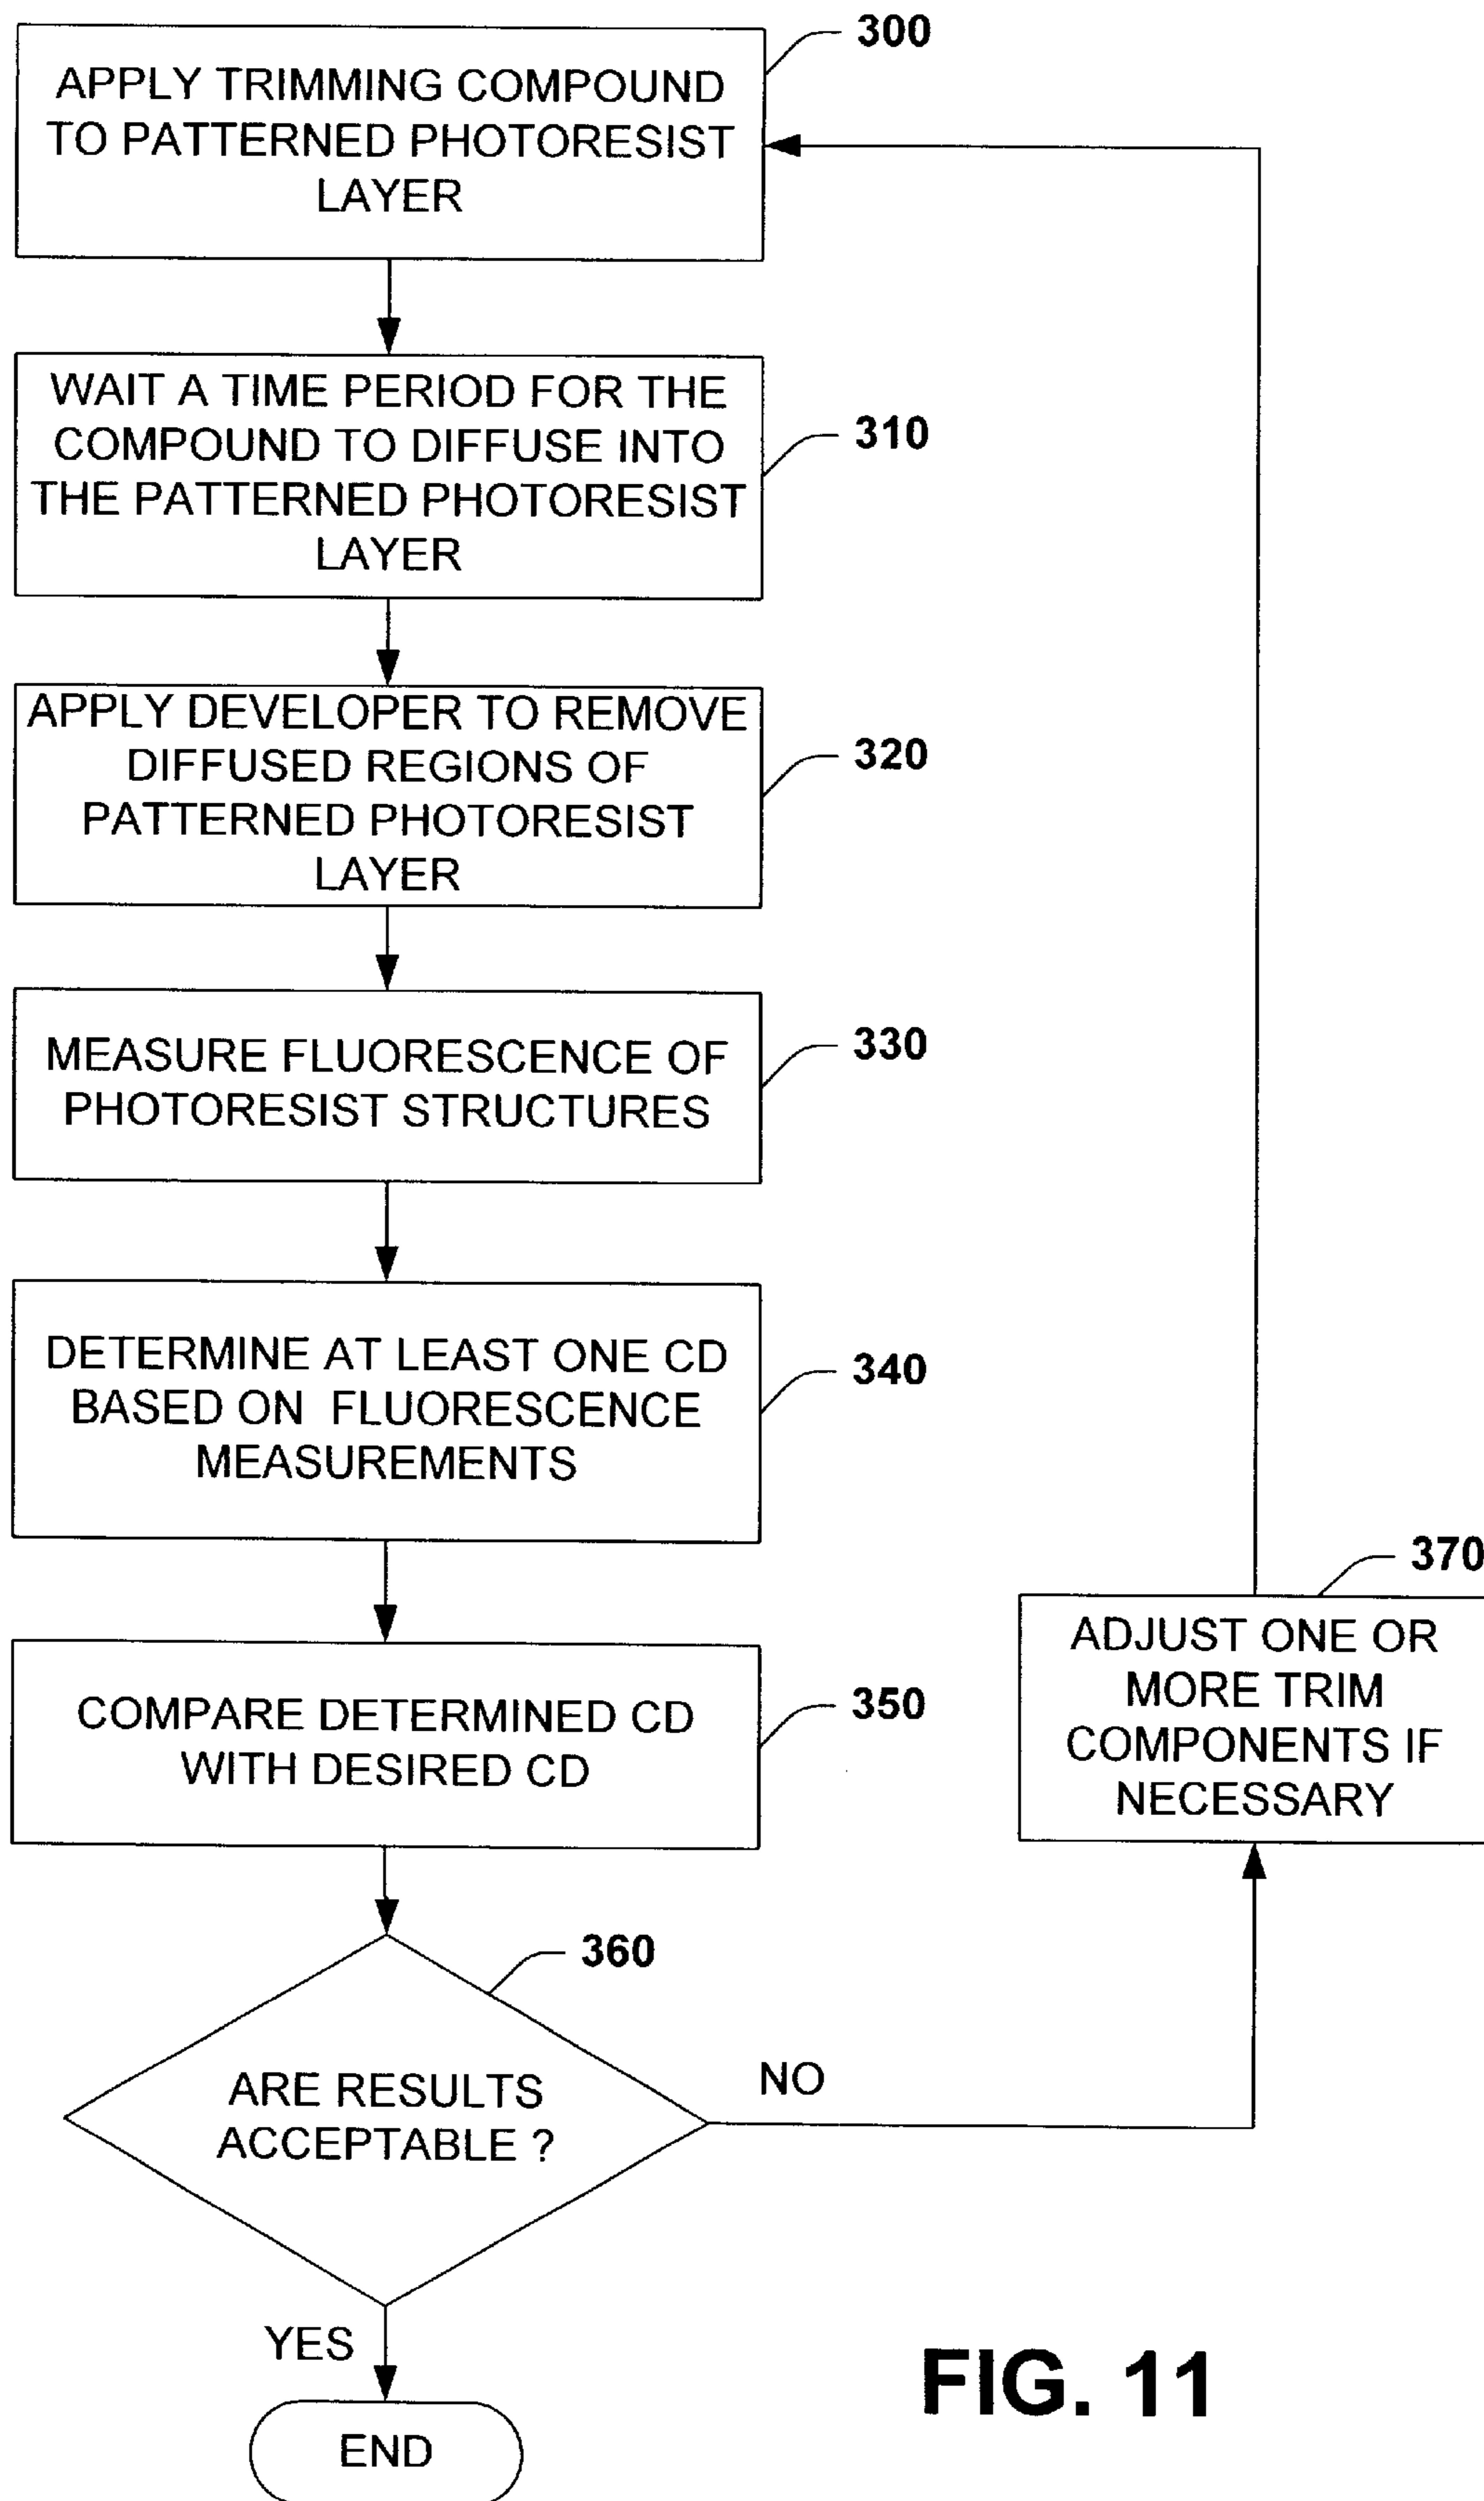 300
APPLY TRIMMING COMPOUND
TO PATTERNED PHOTORESIST
LAYER
WAIT A TIME PERIOD FOR THE
COMPOUND TO DIFFUSE INTO
THE PATTERNED PHOTORESIST
LAYER
310
APPLY DEVELOPER TO REMOVE
DIFFUSED REGIONS OF
PATTERNED PHOTORESIST
LAYER
320
MEASURE FLUORESCENCE OF
PHOTORESIST STRUCTURES
330
DETERMINE AT LEAST ONE CD
BASED ON FLUORESCENCE
MEASUREMENTS
340
COMPARE DETERMINED CD
WITH DESIRED CD
350
370
ADJUST ONE OR
MORE TRIM
COMPONENTS IF
NECESSARY
360
ARE RESULTS
ACCEPTABLE ?
NO
YES
END
FIG. 11